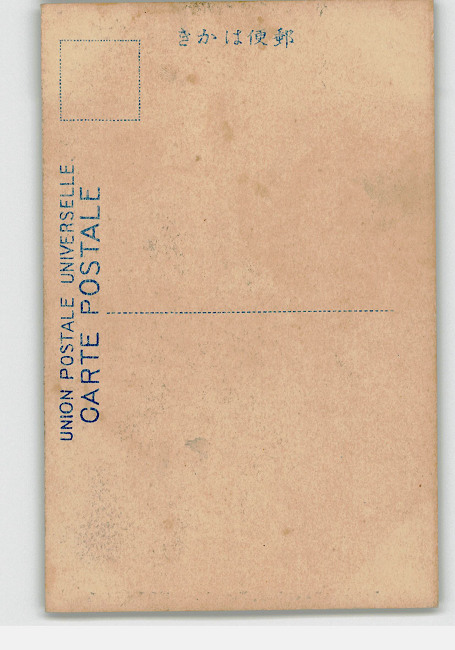 郵便はかき
UNION POSTALE UNIVERSELLE.
CARTE POSTALE